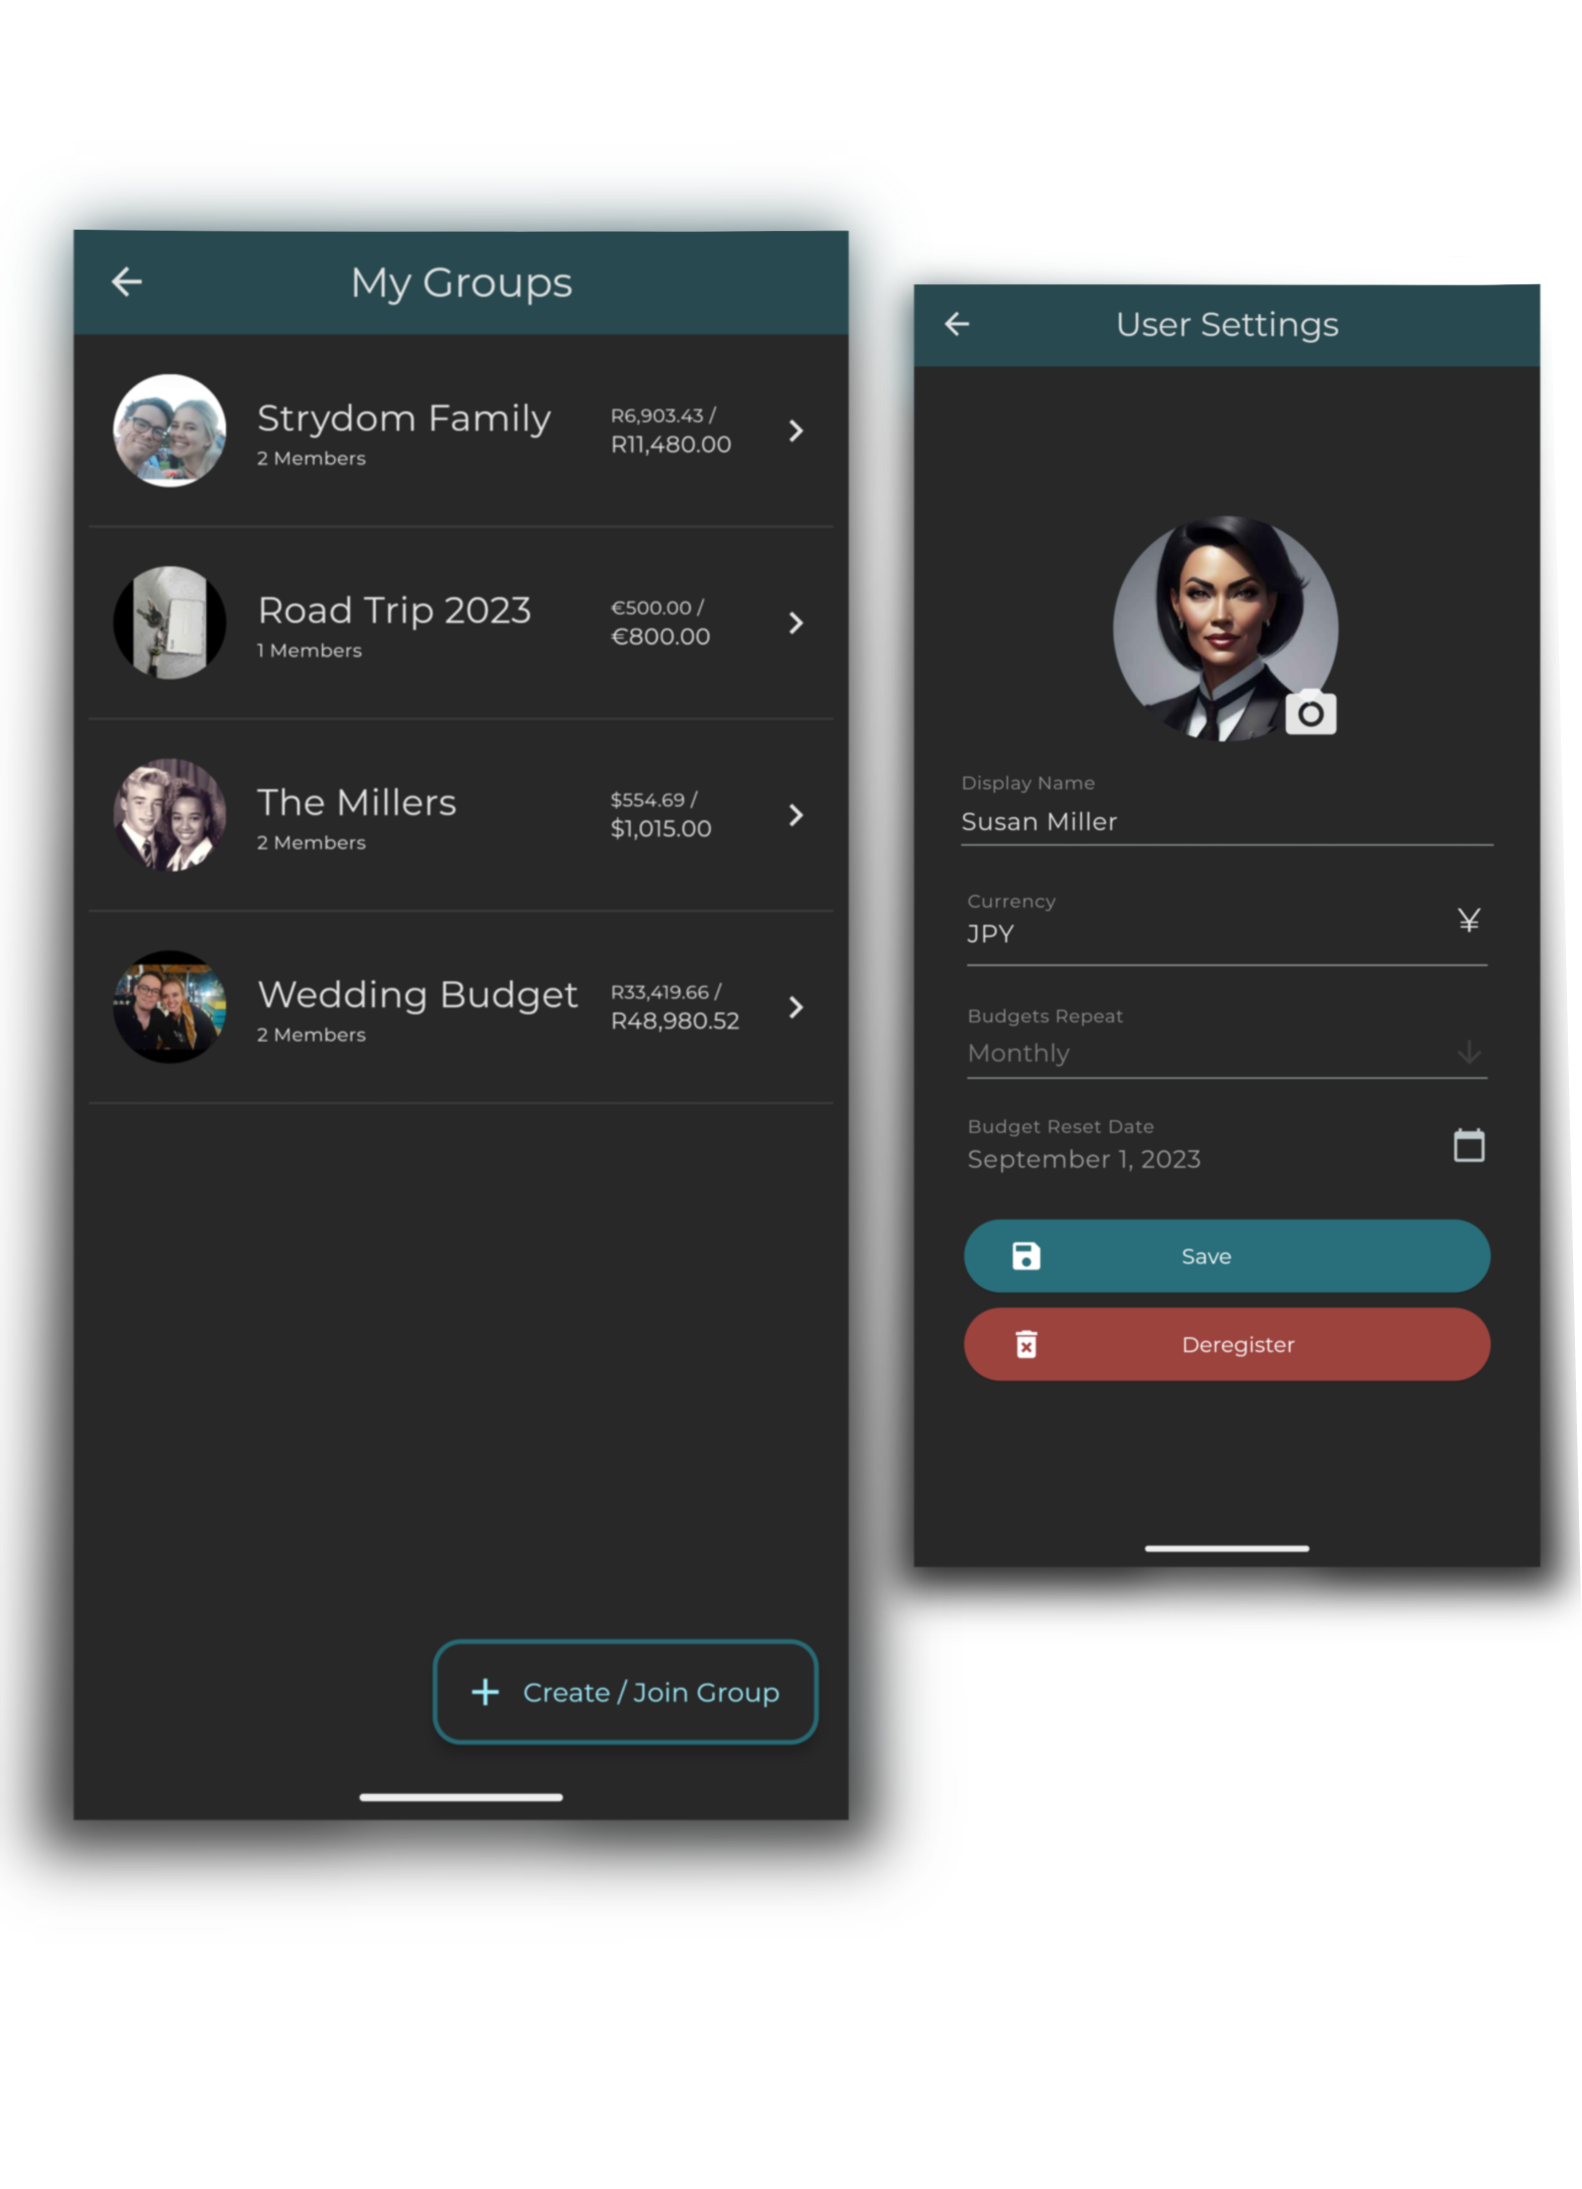 My Groups
Strydom Family
2 Members
R6,903.43 /
R11,480.00
Road Trip 2023
1 Members
€500.00 /
€800.00
The Millers
2 Members
$554.69 /
$1,015.00
Wedding Budget
2 Members
R33,419.66 /
R48,980.52
+ Create / Join Group
User Settings
Display Name
Susan Miller
Currency
JPY
¥
Budgets Repeat
Monthly
Budget Reset Date
September 1, 2023
Save
Deregister